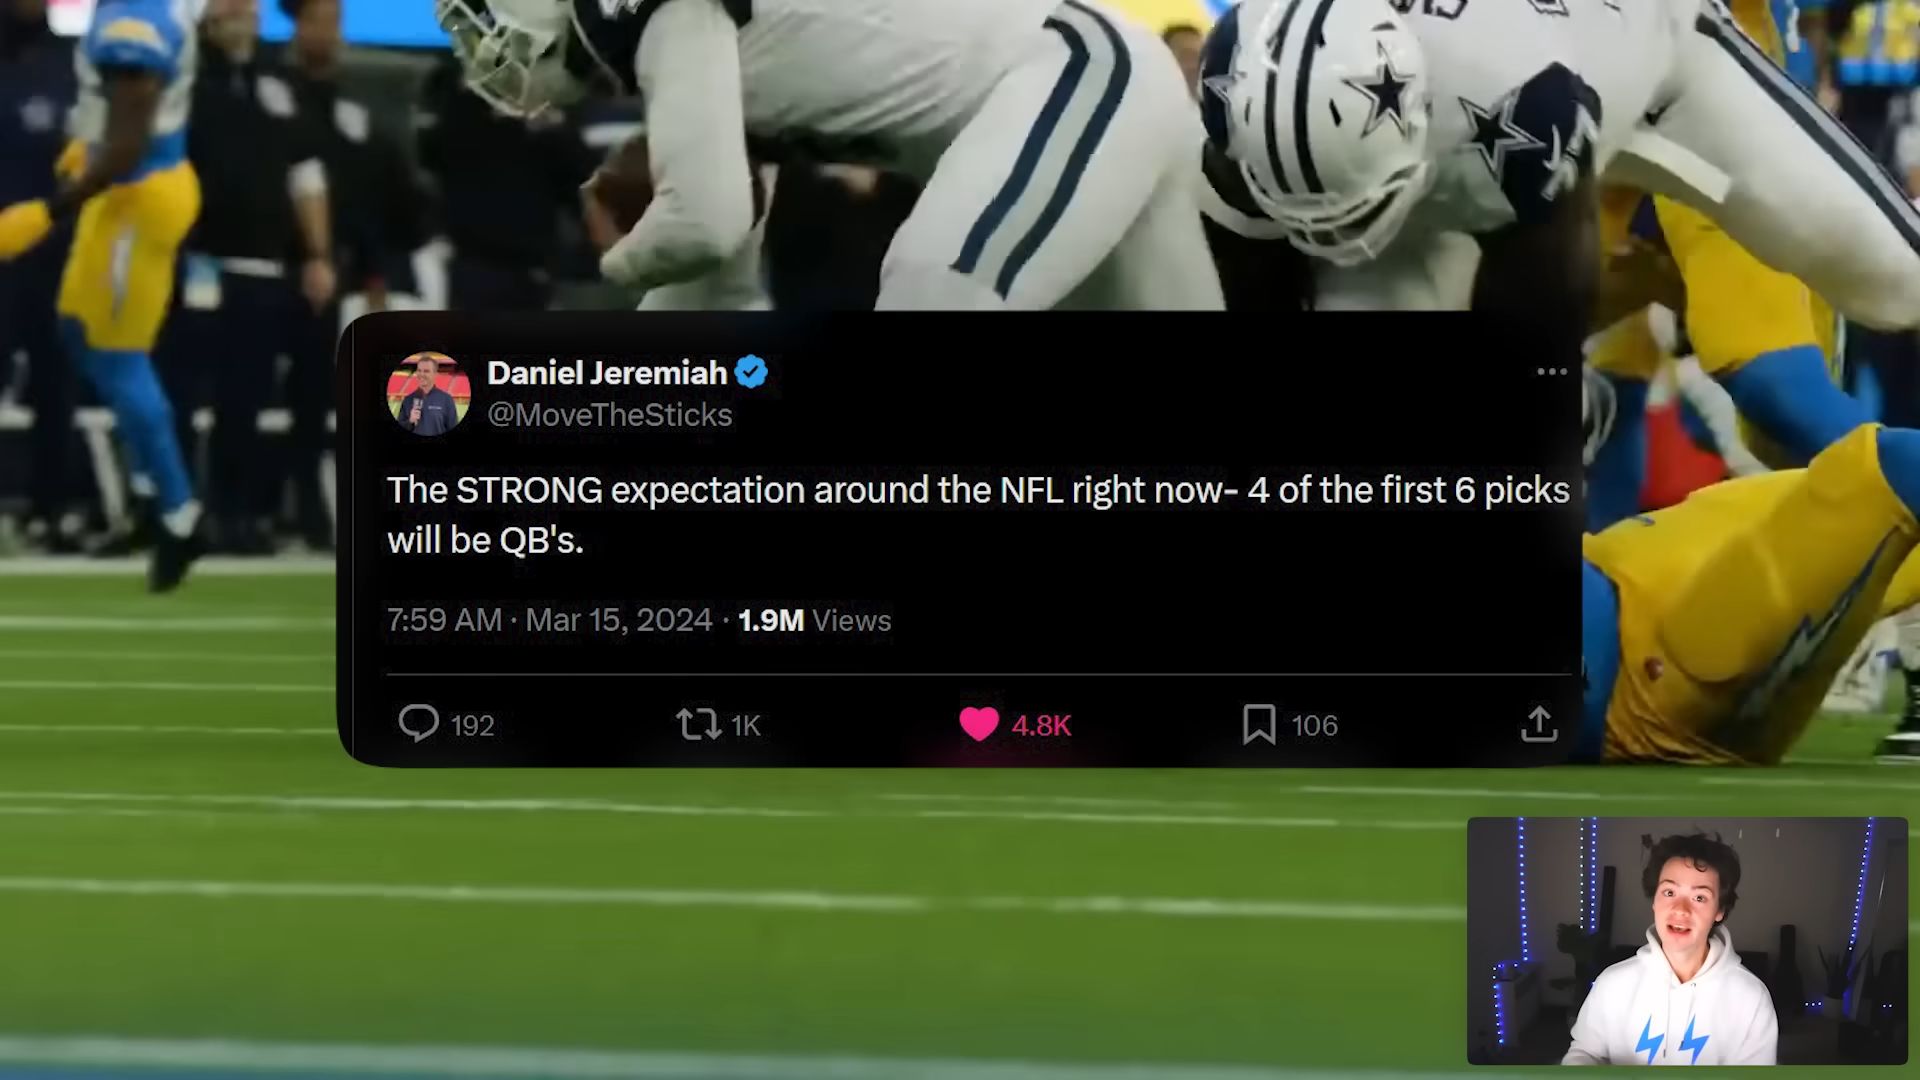 Daniel Jeremiah
@MoveTheSticks
The STRONG expectation around the NFL right now- 4 of the first 6 picks
will be QB's.
7:59 AM · Mar 15, 2024 · 1.9M Views
192 1K 4.8K 106